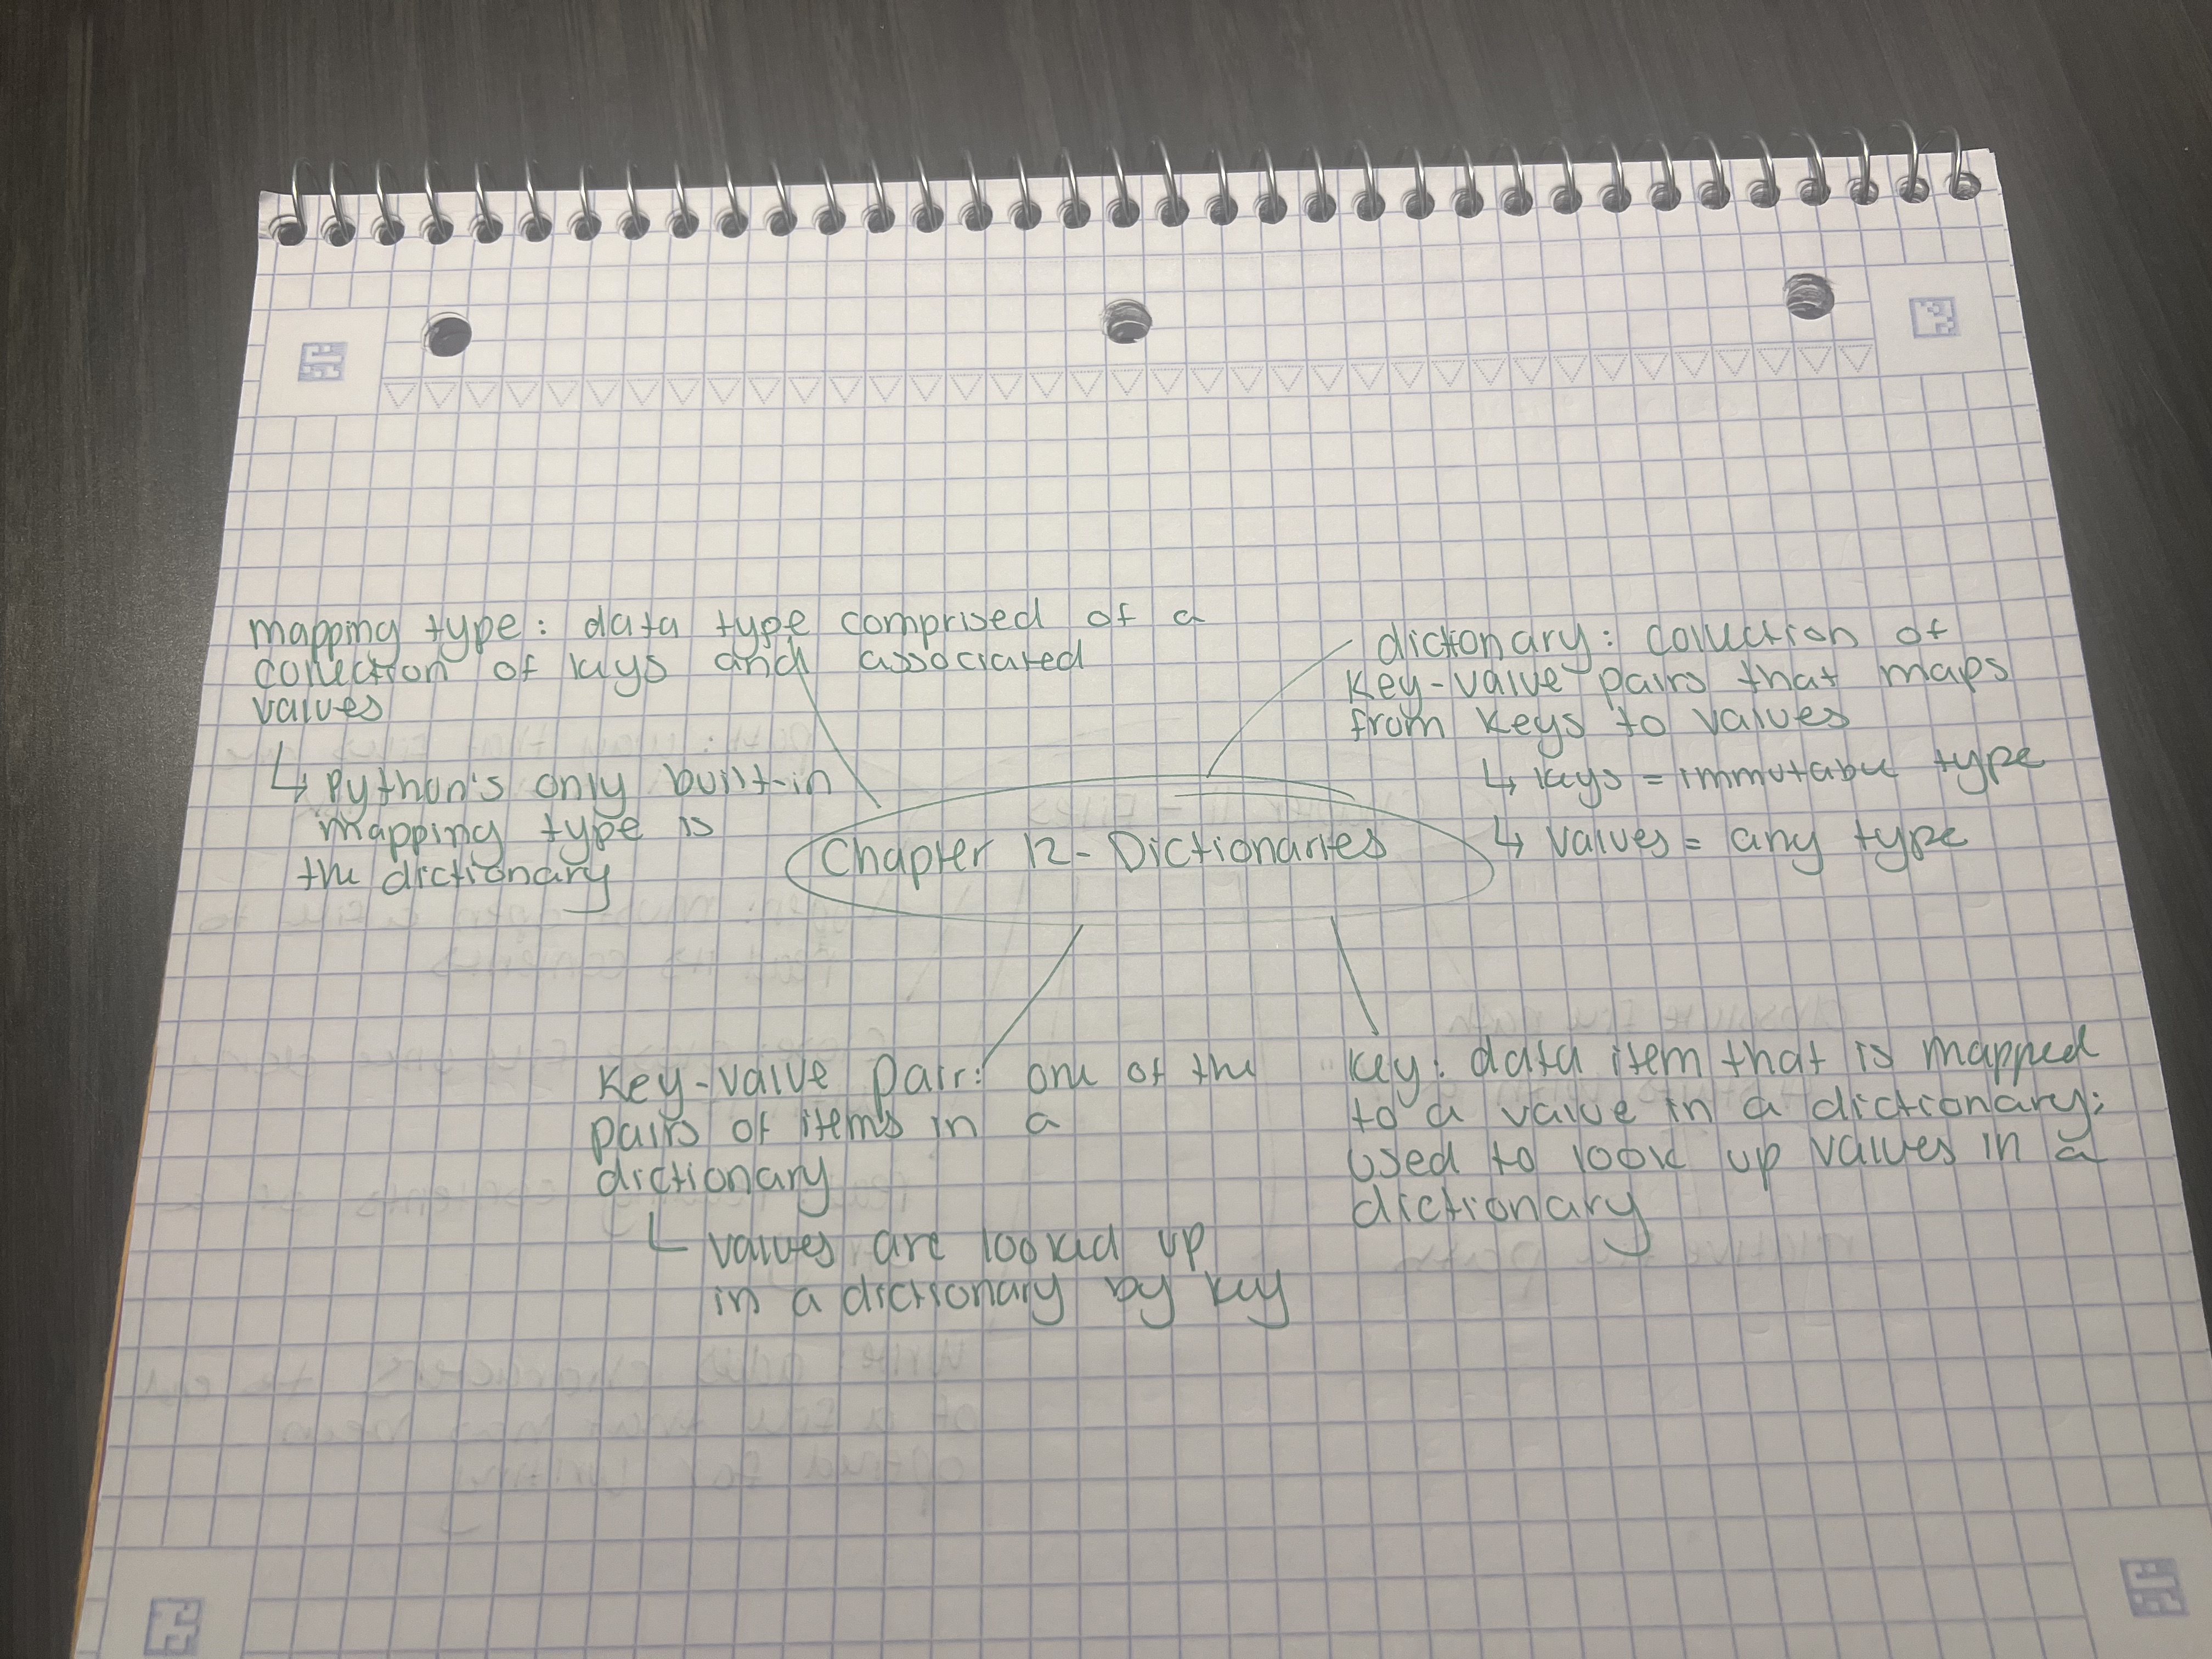 mapping type: data type comprised of a
collection of keys and associated
values
↳ Python's only built-in
mapping type is
the dictionary
dictionary: collection of
key-value pairs that maps
from keys to values
↳ keys = immutable type
↳ values = any type
Chapter 12 - Dictionaries
key-value pair: one of the
pairs of items in a
dictionary
values are looked up
in a dictionary by key
key: data item that is mapped
to a value in a dictionary;
used to look up values in a
dictionary